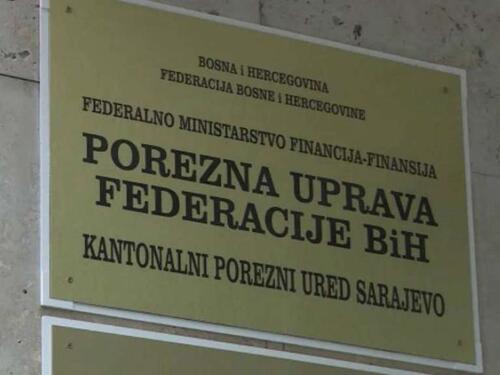 BOSNA i HERCEGOVINA
FEDERACIJA BOSNE i HERCEGOVINE
FEDERALNO MINISTARSTVO FINANCIJA-FINANSIJA
POREZNA UPRAVA
FEDERACIJE BiH
KANTONALNI POREZNI URED SARAJEVO